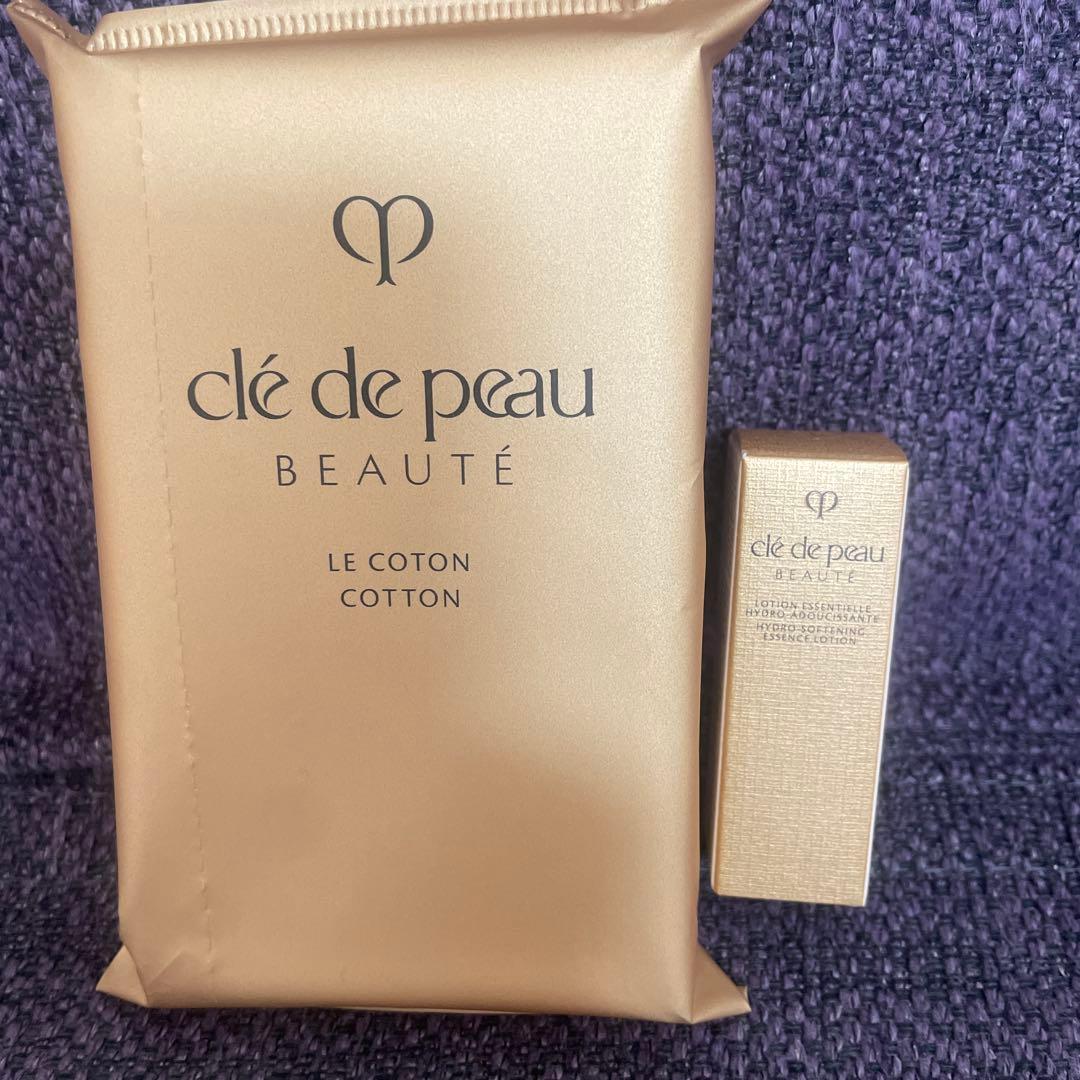 clé de peau
BEAUTÉ
LE COTON
COTTON
clé de peau
BEAUTÉ
LOTION ESSENTIELLE
HYDRO-ADOUCISSANTE
HYDRO-SOFTENING
ESSENCE LOTION